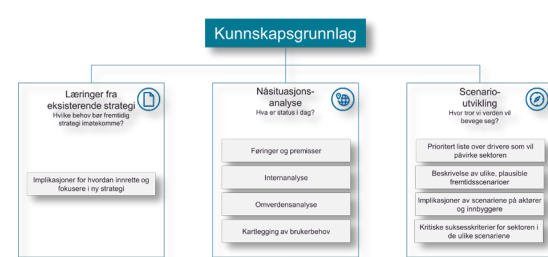 Kunnskapsgrunnlag
Læringer fra
eksisterende strategi
Hvilke behov bør fremtidig
strategi imøtekomme?
Implikasjoner for hvordan innrette og
fokusere i ny strategi
Nåsituasjons-
analyse
Hva er status i dag?
Føringer og premisser
Internanalyse
Omverdensanalyse
Kartlegging av brukerbehov
Scenario-
utvikling
Hvor tror vi verden vil
bevege seg?
Prioritert liste over drivere som vil
påvirke sektoren
Beskrivelse av ulike, plausible
fremtidsscenarioer
Implikasjoner av scenariene på aktører
og innbyggere
Kritiske suksesskriterier for sektoren i
de ulike scenariene